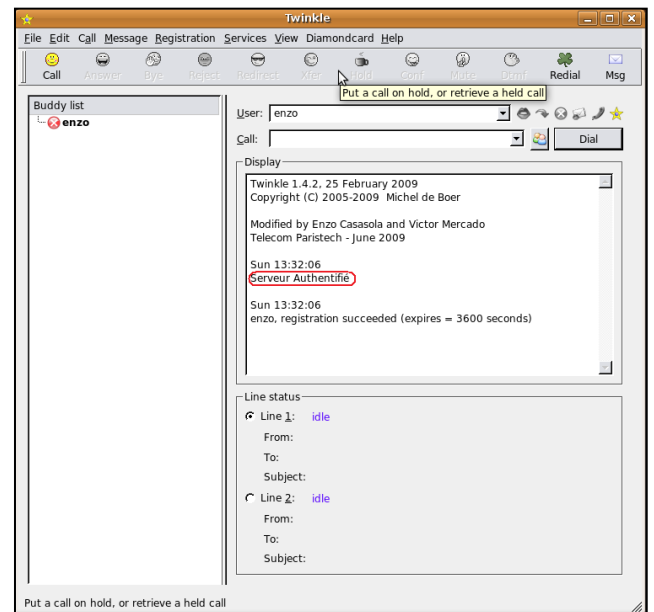 Twinkle
File Edit Call Message Registration Services View Diamondcard Help
Call Answer Bye Reject Redirect Xfer Hold Conf Mute Dtmf Redial Msg
Put a call on hold, or retrieve a held call
Buddy list
enzo
User: enzo
Call: Dial
Display
Twinkle 1.4.2, 25 February 2009
Copyright (C) 2005-2009 Michel de Boer
Modified by Enzo Casasola and Victor Mercado
Telecom Paristech - June 2009
Sun 13:32:06
Serveur Authentifié
Sun 13:32:06
enzo, registration succeeded (expires = 3600 seconds)
Line status
Line 1: idle
From:
To:
Subject:
Line 2: idle
From:
To:
Subject:
Put a call on hold, or retrieve a held call